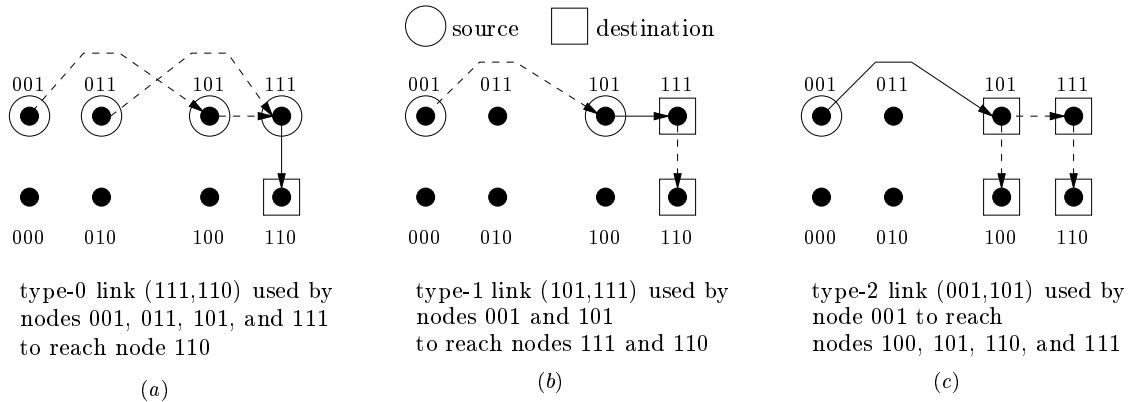 source destination
001 011 101 111
000 010 100 110
type-0 link (111,110) used by
nodes 001, 011, 101, and 111
to reach node 110
(a)
001 011 101 111
000 010 100 110
type-1 link (101,111) used by
nodes 001 and 101
to reach nodes 111 and 110
(b)
001 011 101 111
000 010 100 110
type-2 link (001,101) used by
node 001 to reach
nodes 100, 101, 110, and 111
(c)